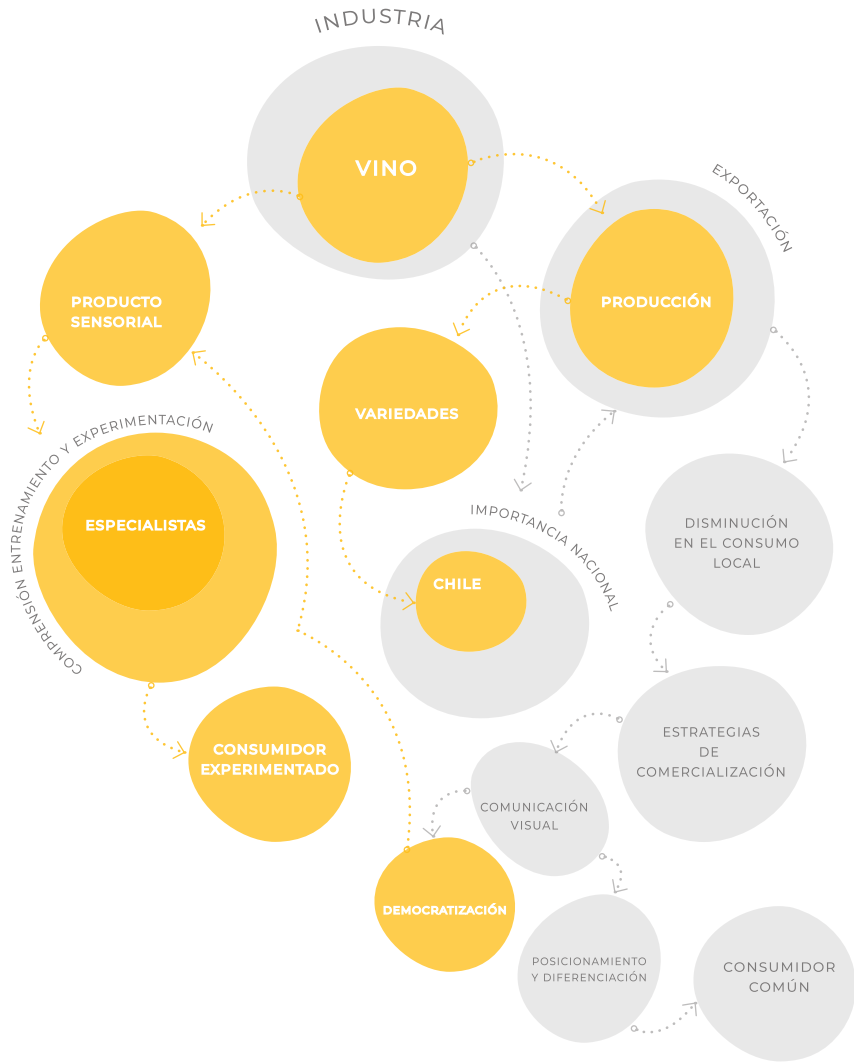 INDUSTRIA
VINO
EXPORTACIÓN
PRODUCTO
SENSORIAL
PRODUCCIÓN
VARIEDADES
COMPRENSIÓN ENTRENAMIENTO Y EXPERIMENTACIÓN
ESPECIALISTAS
IMPORTANCIA NACIONAL
CHILE
DISMINUCIÓN
EN EL CONSUMO
LOCAL
CONSUMIDOR
EXPERIMENTADO
ESTRATEGIAS
DE
COMERCIALIZACIÓN
COMUNICACIÓN
VISUAL
DEMOCRATIZACIÓN
POSICIONAMIENTO
Y DIFERENCIACIÓN
CONSUMIDOR
COMÚN